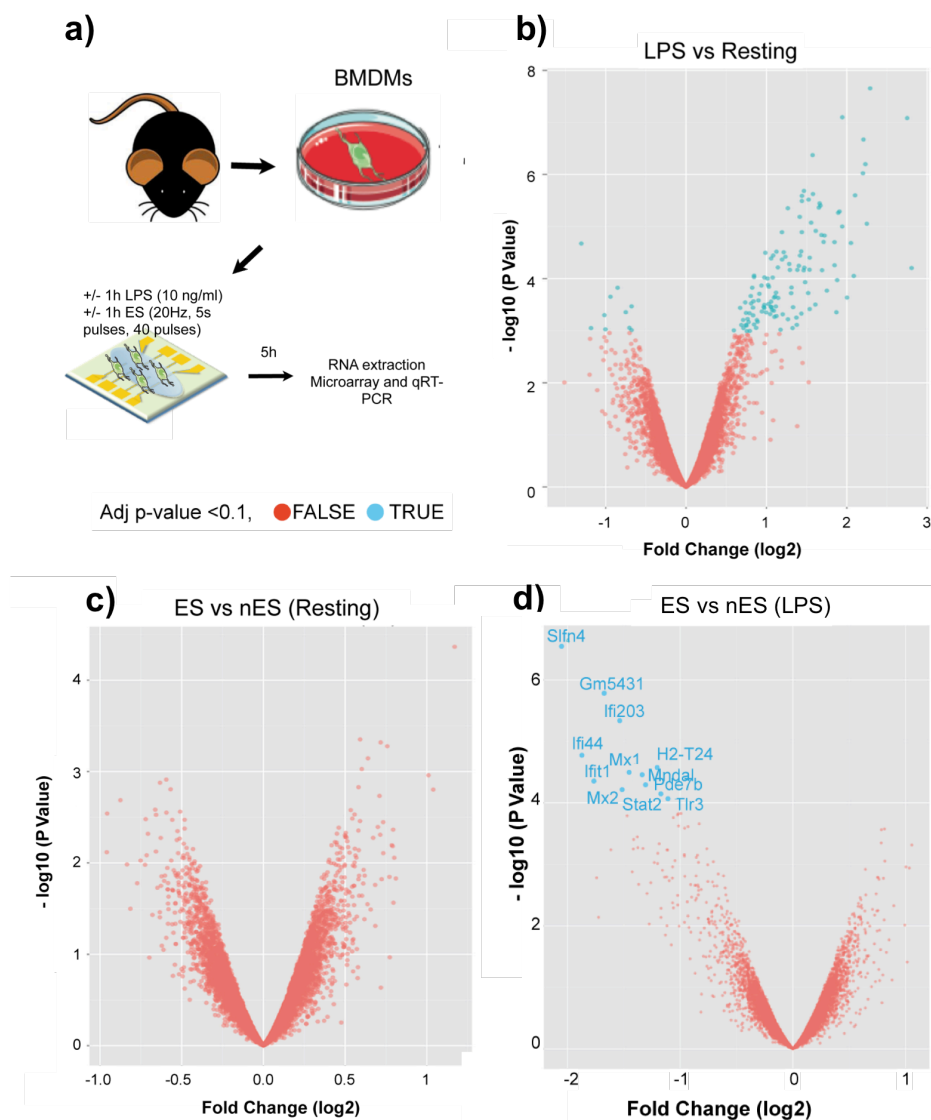 a)
BMDMs
+/- 1h LPS (10 ng/ml)
+/- 1h ES (20Hz, 5s
pulses, 40 pulses)
5h
RNA extraction
Microarray and qRT-
PCR
Adj p-value <0.1, FALSE TRUE
b)
LPS vs Resting
- log10 (P Value)
8
6
4
2
0
-1 0 1 2 3
Fold Change (log2)
c)
ES vs nES (Resting)
- log10 (P Value)
4
3
2
1
0
-1.0 -0.5 0.0 0.5 1
Fold Change (log2)
d)
ES vs nES (LPS)
- log10 (P Value)
6
4
2
0
Slfn4
Gm5431
Ifi203
Ifi44
Mx1
H2-T24
Ifit1
Mndal
Pde7b
Mx2
Stat2
Tlr3
-2 -1 0 1
Fold Change (log2)